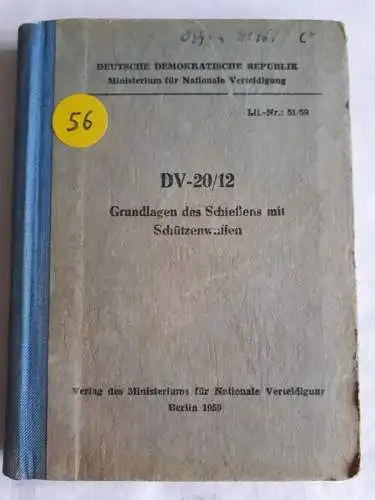 DEUTSCHE DEMOKRATISCHE REPUBLIK
Ministerium für Nationale Verteidigung
Lfd.-Nr.: 51/59
56
DV-20/12
Grundlagen des Schießens mit
Schützenwaffen
Verlag des Ministeriums für Nationale Verteidigung
Berlin 1959